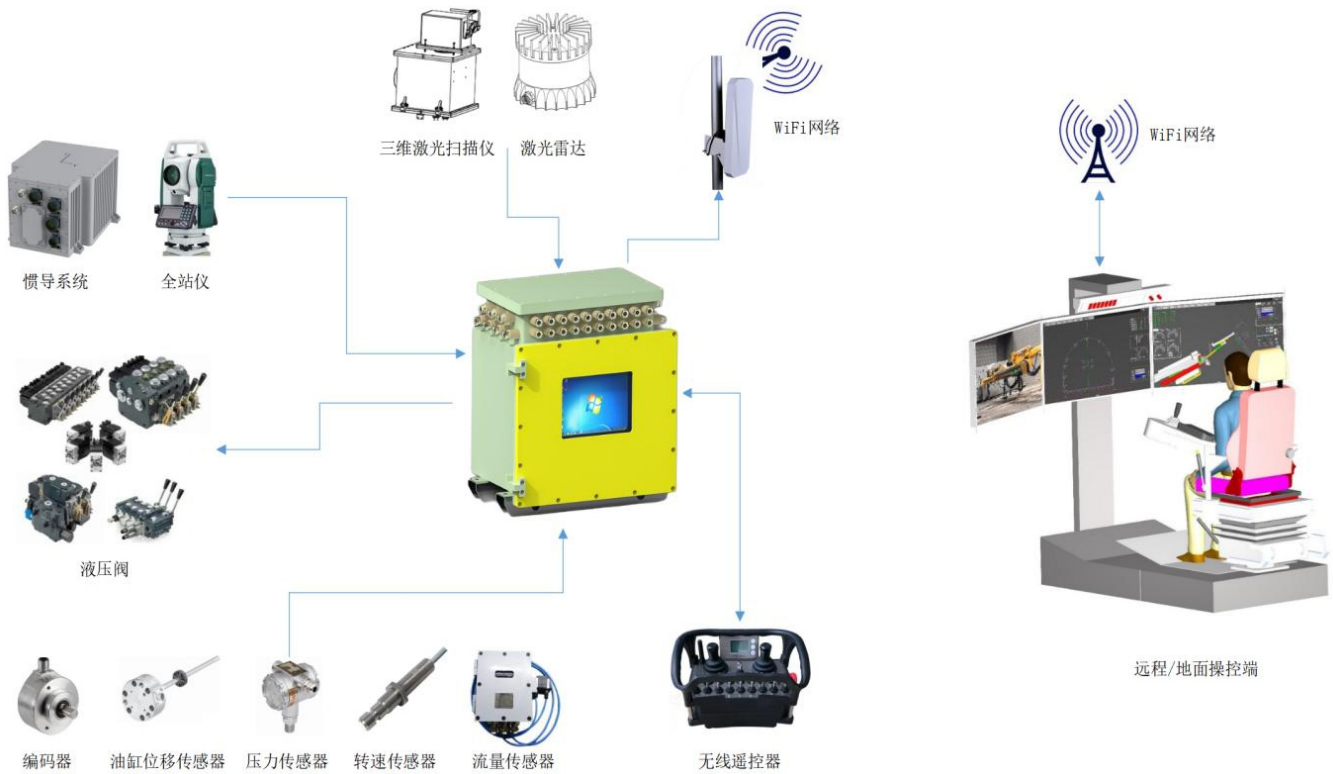 三维激光扫描仪
激光雷达
WiFi网络
WiFi网络
惯导系统
全站仪
液压阀
编码器
油缸位移传感器
压力传感器
转速传感器
流量传感器
无线遥控器
远程/地面操控端